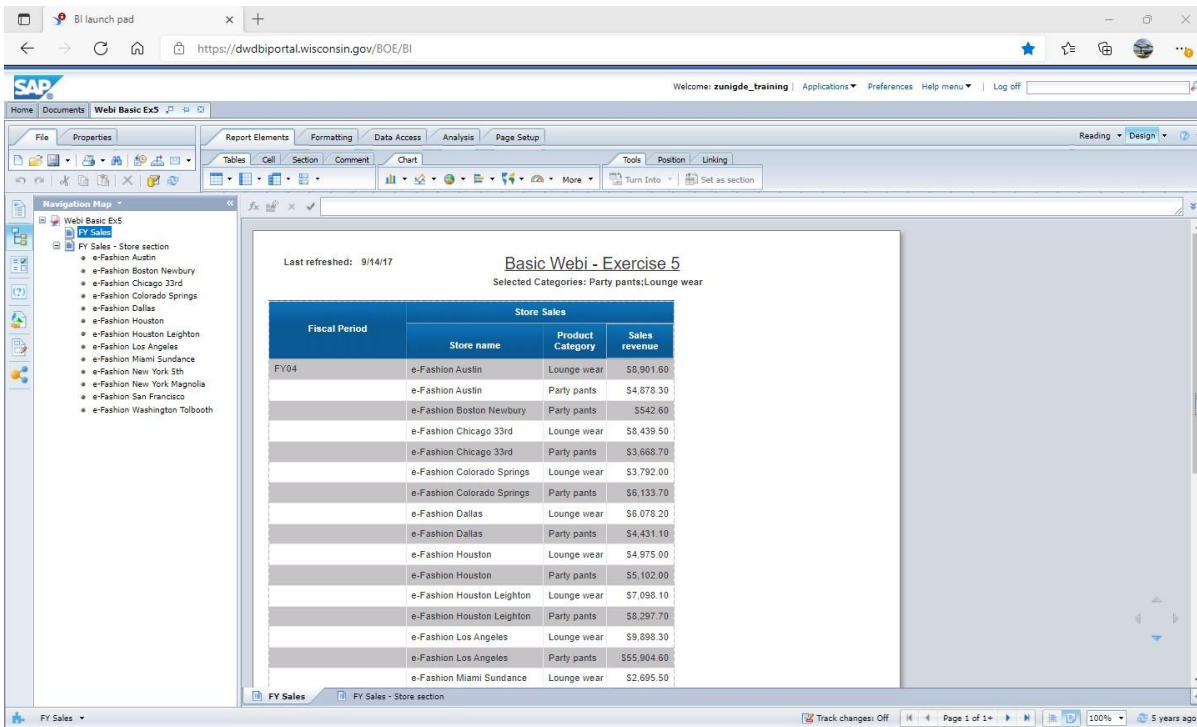 BI launch pad
https://dwdbiportal.wisconsin.gov/BOE/BI
SAP
Welcome: zunigde_training | Applications Preferences Help menu | Log off
Home Documents Webi Basic Ex5
File Properties
Report Elements Formatting Data Access Analysis Page Setup
Reading Design
Tables Cell Section Comment Chart Tools Position Linking
More Turn Into Set as section
Navigation Map
Webi Basic Ex5
FY Sales
FY Sales - Store section
e-Fashion Austin
e-Fashion Boston Newbury
e-Fashion Chicago 33rd
e-Fashion Colorado Springs
e-Fashion Dallas
e-Fashion Houston
e-Fashion Houston Leighton
e-Fashion Los Angeles
e-Fashion Miami Sundance
e-Fashion New York 5th
e-Fashion New York Magnolia
e-Fashion San Francisco
e-Fashion Washington Tolbooth
Last refreshed: 9/14/17
Basic Webi - Exercise 5
Selected Categories: Party pants;Lounge wear
Store Sales
Fiscal Period
Store name
Product Category
Sales revenue
FY04 e-Fashion Austin Lounge wear $8,901.60
e-Fashion Austin Party pants $4,878.30
e-Fashion Boston Newbury Party pants $542.60
e-Fashion Chicago 33rd Lounge wear $8,439.50
e-Fashion Chicago 33rd Party pants $3,668.70
e-Fashion Colorado Springs Lounge wear $3,792.00
e-Fashion Colorado Springs Party pants $6,133.70
e-Fashion Dallas Lounge wear $6,078.20
e-Fashion Dallas Party pants $4,431.10
e-Fashion Houston Lounge wear $4,975.00
e-Fashion Houston Party pants $5,102.00
e-Fashion Houston Leighton Lounge wear $7,098.10
e-Fashion Houston Leighton Party pants $8,297.70
e-Fashion Los Angeles Lounge wear $9,898.30
e-Fashion Los Angeles Party pants $55,904.60
e-Fashion Miami Sundance Lounge wear $2,695.50
FY Sales FY Sales - Store section
FY Sales
Track changes: Off Page 1 of 1+ 100% 5 years ago